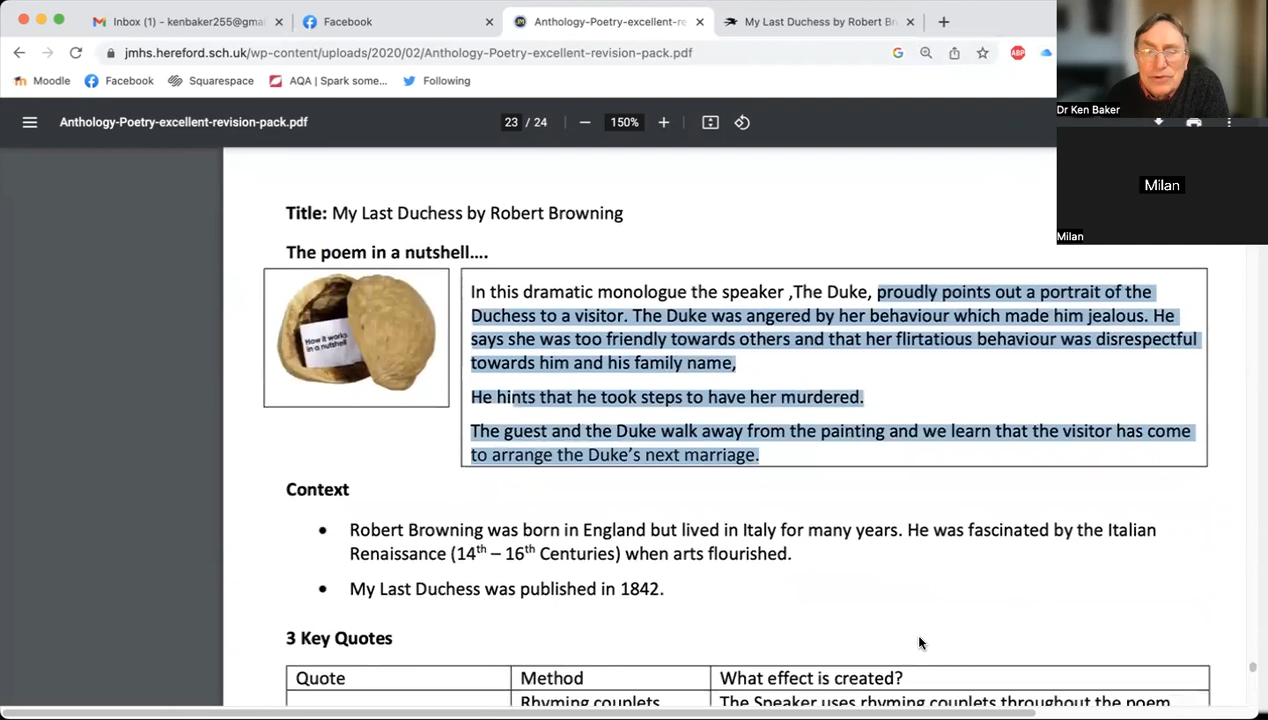 Inbox (1) - kenbaker255@gmai
Facebook
Anthology-Poetry-excellent-re
My Last Duchess by Robert Br
jmhs.hereford.sch.uk/wp-content/uploads/2020/02/Anthology-Poetry-excellent-revision-pack.pdf
ABP
Moodle
Facebook
Squarespace
AQA | Spark some...
Following
Anthology-Poetry-excellent-revision-pack.pdf
23 / 24
150%
Dr Ken Baker
Milan
Milan
Title: My Last Duchess by Robert Browning
The poem in a nutshell....
How it works
in a nutshell
In this dramatic monologue the speaker ,The Duke, proudly points out a portrait of the
Duchess to a visitor. The Duke was angered by her behaviour which made him jealous. He
says she was too friendly towards others and that her flirtatious behaviour was disrespectful
towards him and his family name,
He hints that he took steps to have her murdered.
The guest and the Duke walk away from the painting and we learn that the visitor has come
to arrange the Duke's next marriage.
Context
• Robert Browning was born in England but lived in Italy for many years. He was fascinated by the Italian
Renaissance (14th – 16th Centuries) when arts flourished.
• My Last Duchess was published in 1842.
3 Key Quotes
Quote
Method
What effect is created?
Rhyming couplets
The Speaker uses rhyming couplets throughout the poem